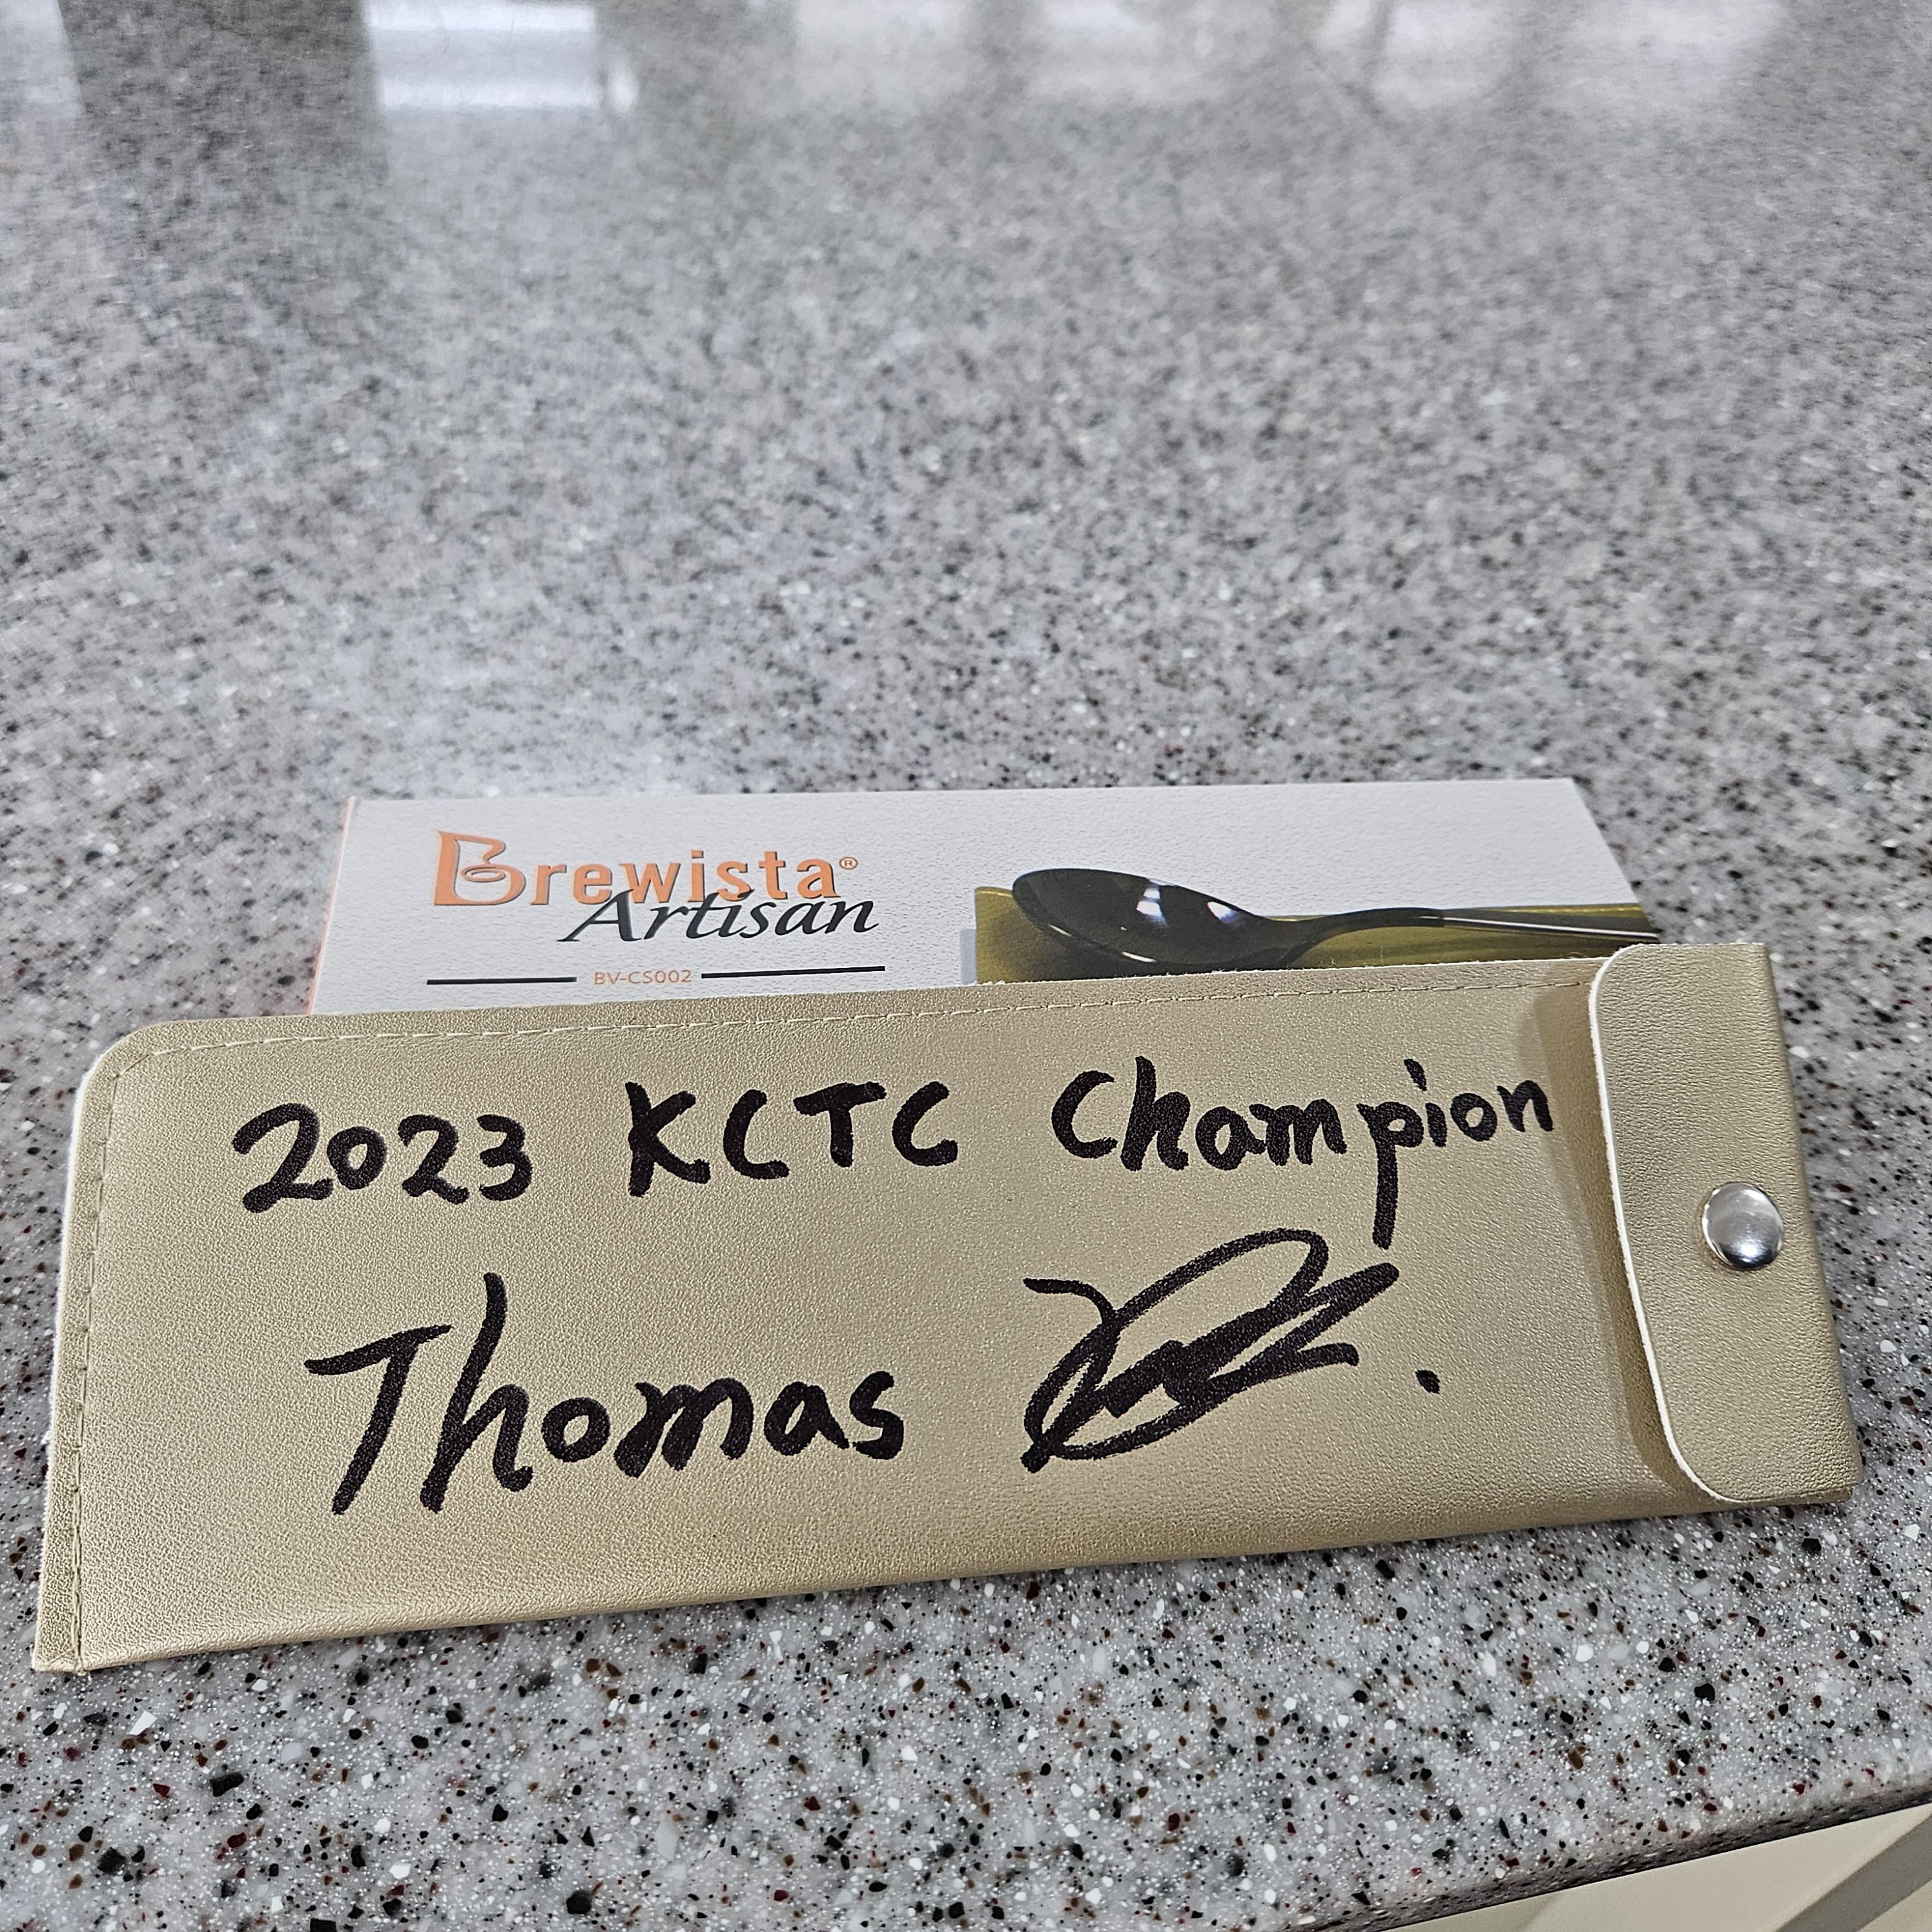 Brewista®
Artisan
BV-CS002
2023 KCTC Champion
Thomas